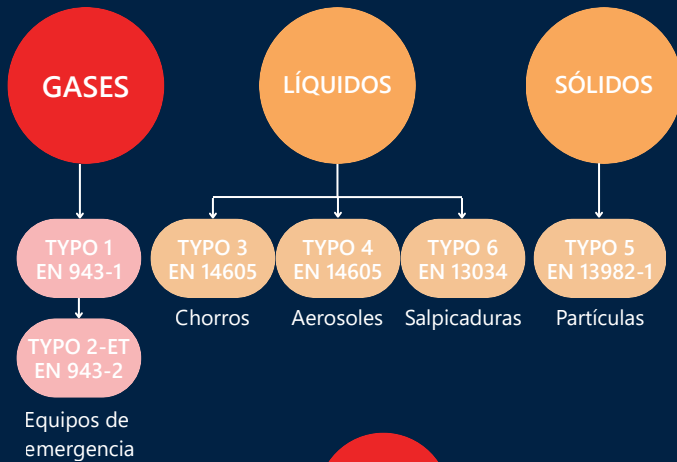 GASES
LÍQUIDOS
SÓLIDOS
TYPO 1
EN 943-1
TYPO 3
EN 14605
TYPO 4
EN 14605
TYPO 6
EN 13034
TYPO 5
EN 13982-1
Chorros
Aerosoles
Salpicaduras
Partículas
TYPO 2-ET
EN 943-2
Equipos de
emergencia